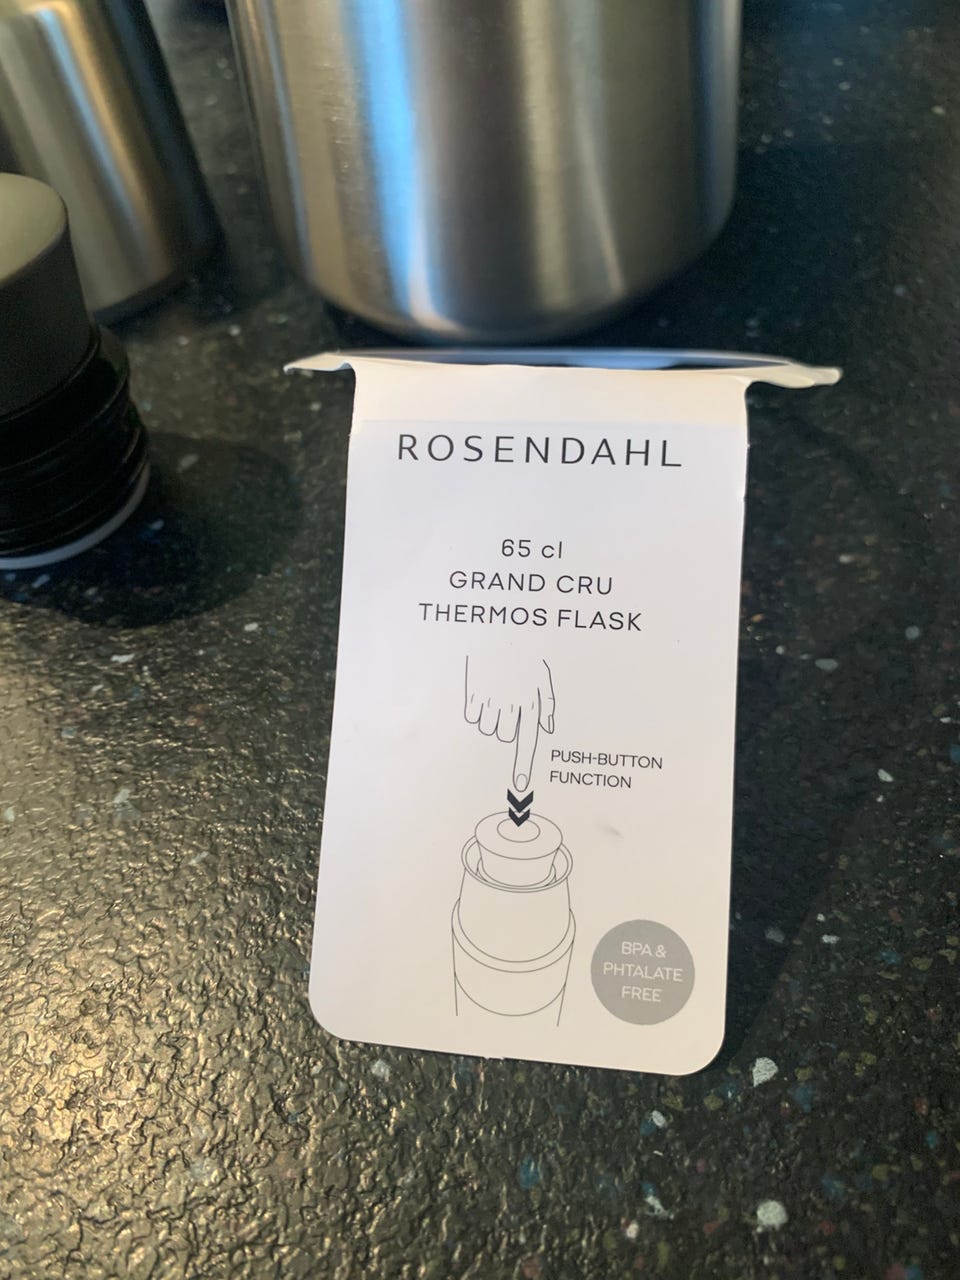 ROSENDAHL
65 cl
GRAND CRU
THERMOS FLASK
PUSH-BUTTON
FUNCTION
BPA &
PHTALATE
FREE